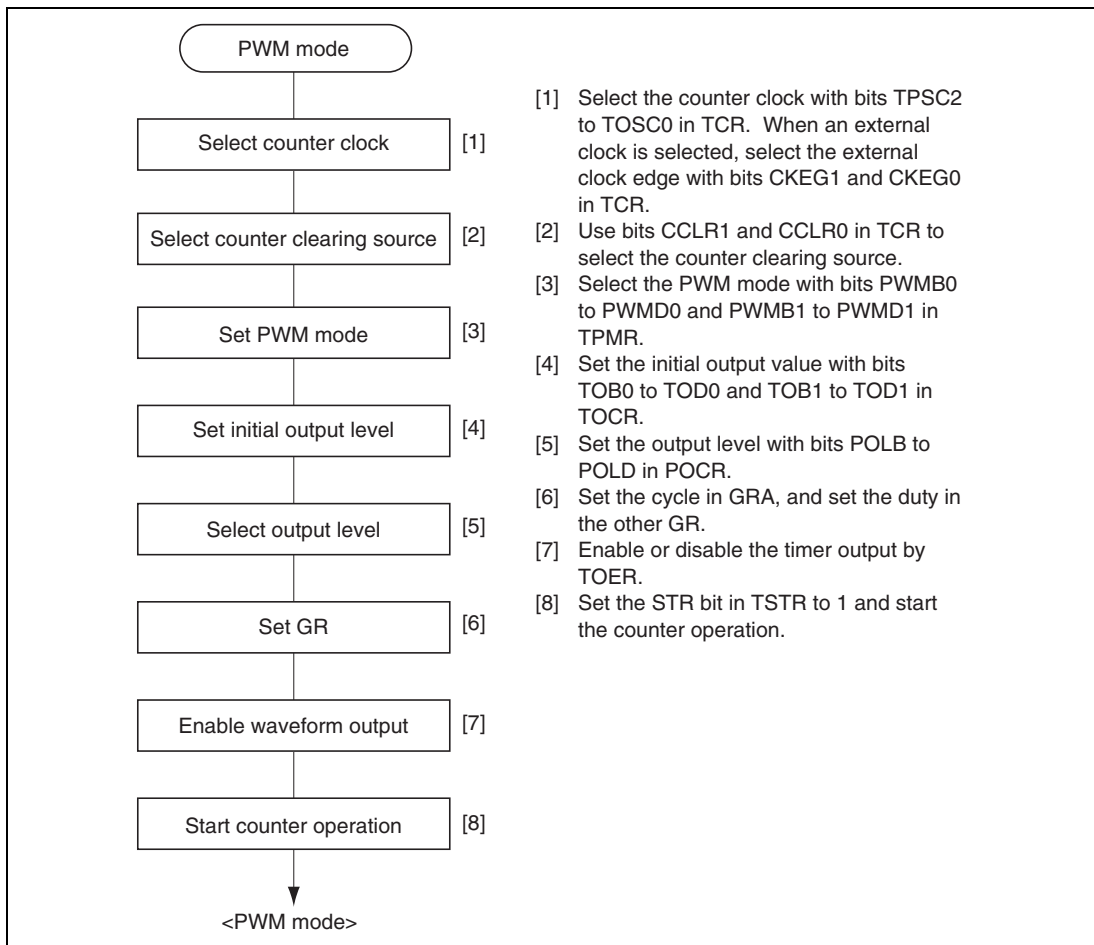 PWM mode
Select counter clock [1]
Select counter clearing source [2]
Set PWM mode [3]
Set initial output level [4]
Select output level [5]
Set GR [6]
Enable waveform output [7]
Start counter operation [8]
<PWM mode>
[1] Select the counter clock with bits TPSC2
to TOSC0 in TCR. When an external
clock is selected, select the external
clock edge with bits CKEG1 and CKEG0
in TCR.
[2] Use bits CCLR1 and CCLR0 in TCR to
select the counter clearing source.
[3] Select the PWM mode with bits PWMB0
to PWMD0 and PWMB1 to PWMD1 in
TPMR.
[4] Set the initial output value with bits
TOB0 to TOD0 and TOB1 to TOD1 in
TOCR.
[5] Set the output level with bits POLB to
POLD in POCR.
[6] Set the cycle in GRA, and set the duty in
the other GR.
[7] Enable or disable the timer output by
TOER.
[8] Set the STR bit in TSTR to 1 and start
the counter operation.